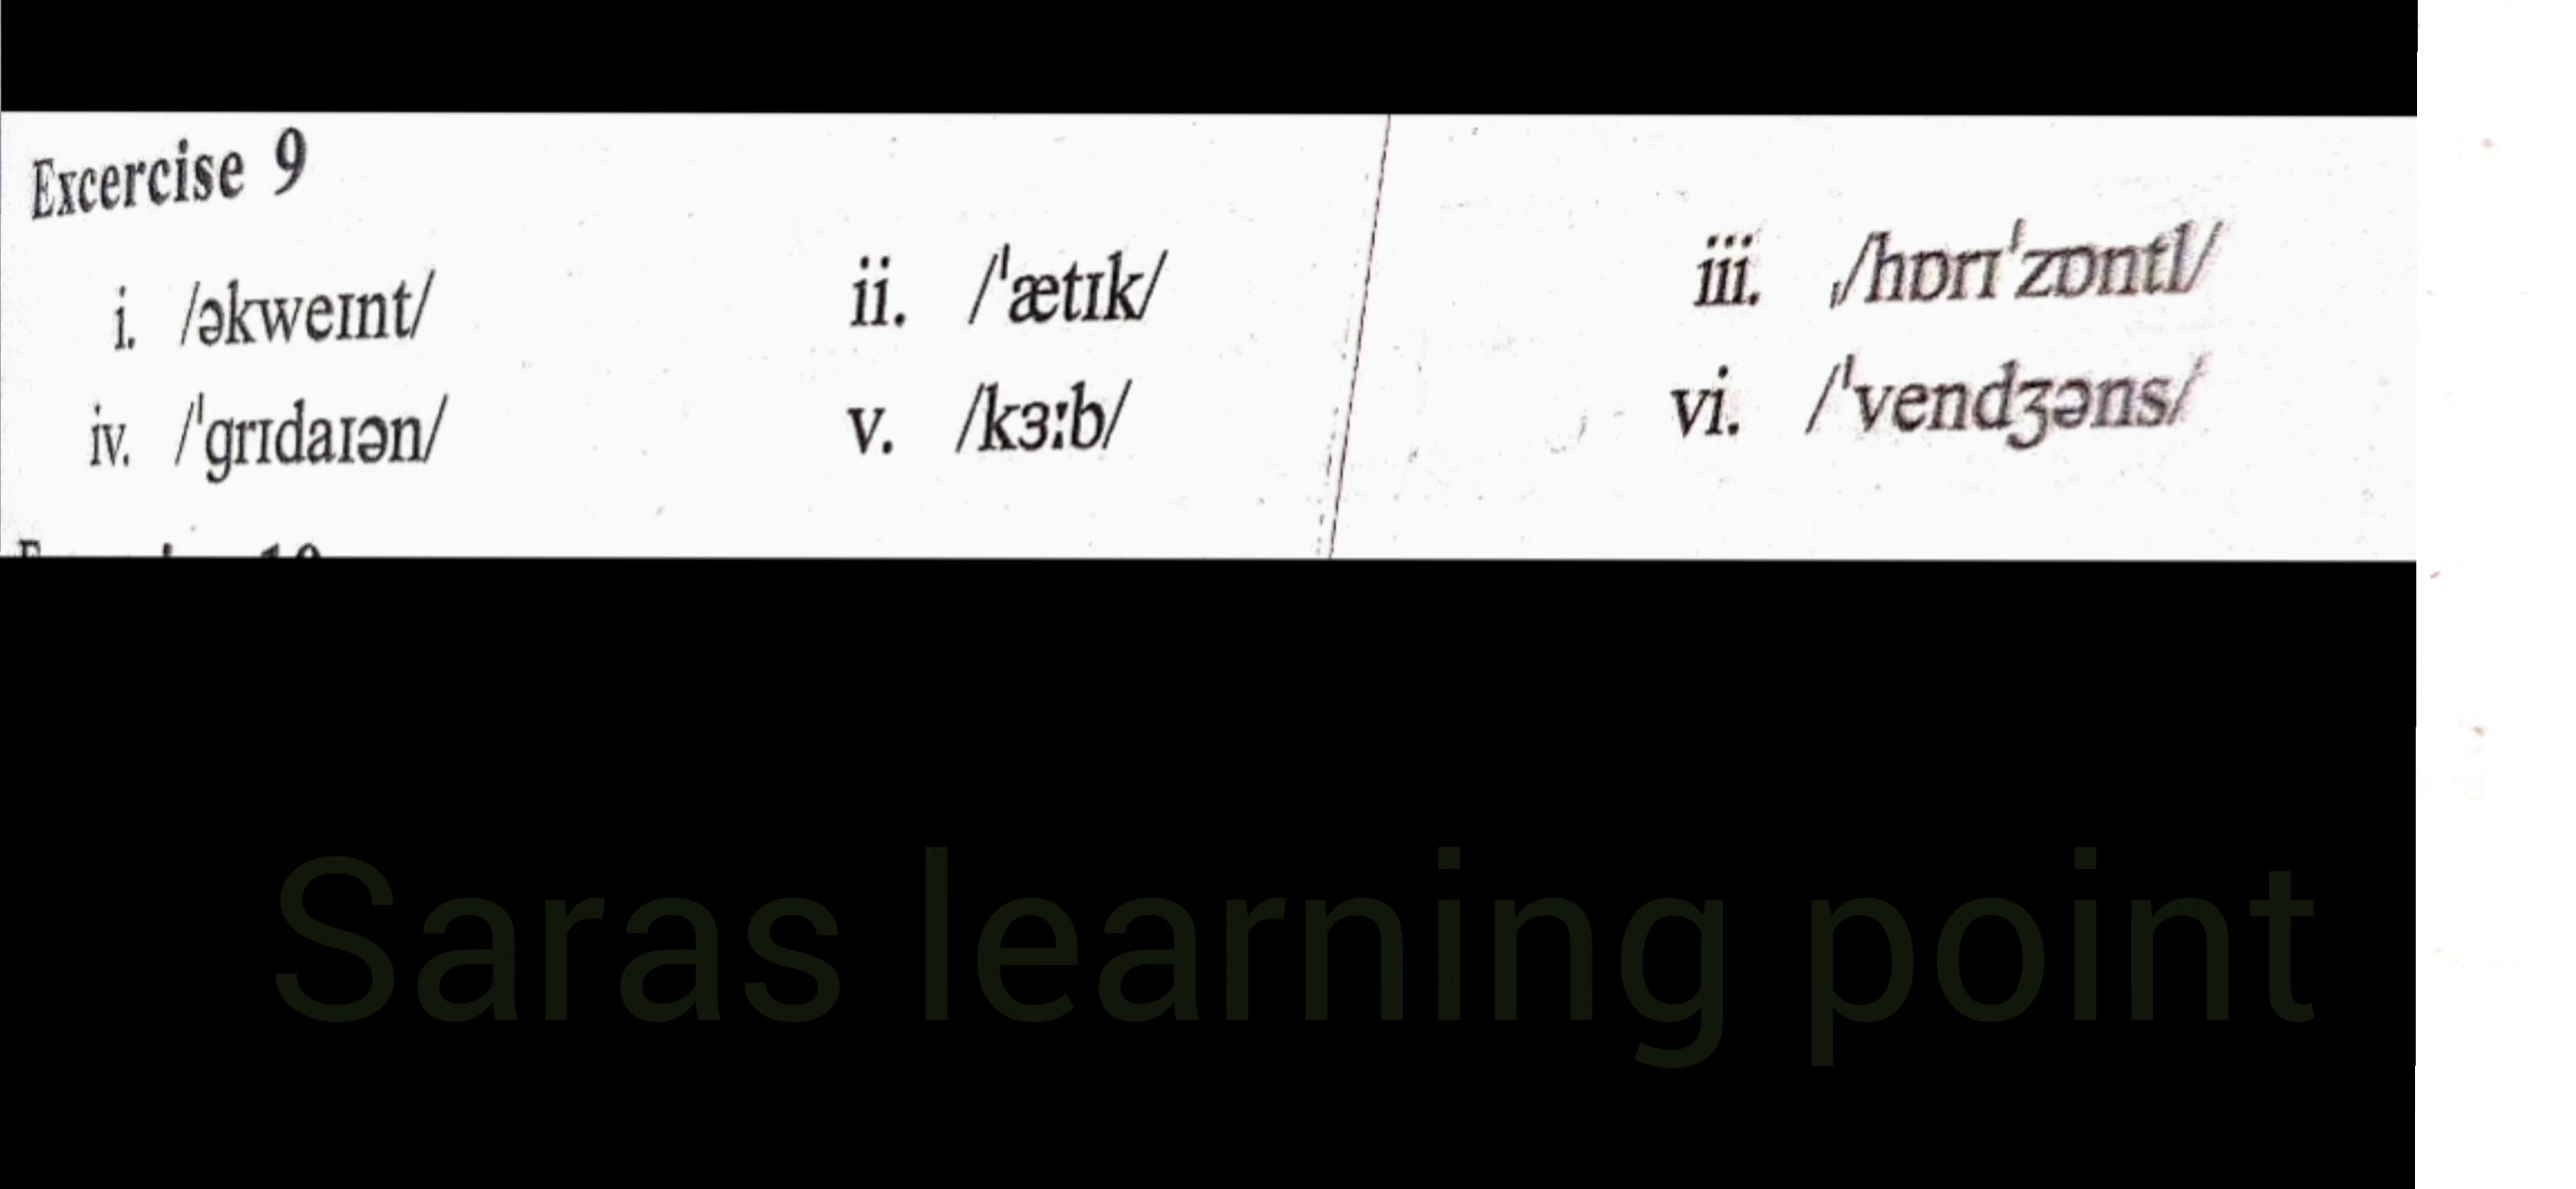 Excercise 9
i. /əkweɪnt/ ii. /ˈætɪk/ iii. ˌ/hɒrɪˈzɒntl/
iv. /ˈgrɪdaɪən/ v. /kɜːb/ vi. /ˈvendʒəns/
Saras learning point